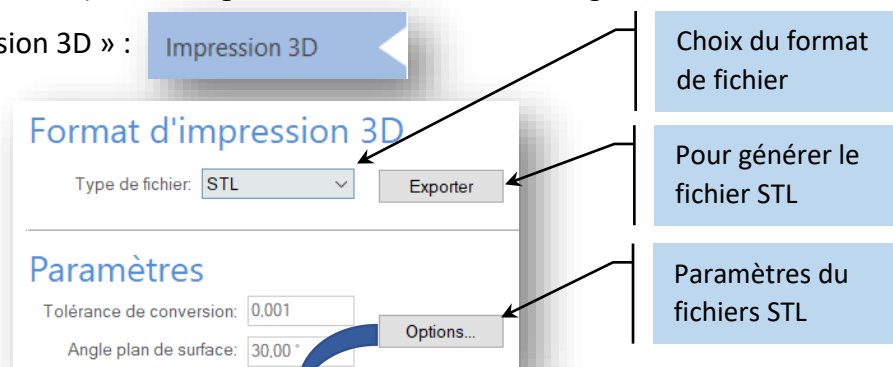 sion 3D » :
Impression 3D
Choix du format
de fichier
Format d'impression 3D
Type de fichier: STL
Exporter
Pour générer le
fichier STL
Paramètres
Tolérance de conversion: 0,001
Angle plan de surface: 30,00 °
Options...
Paramètres du
fichiers STL